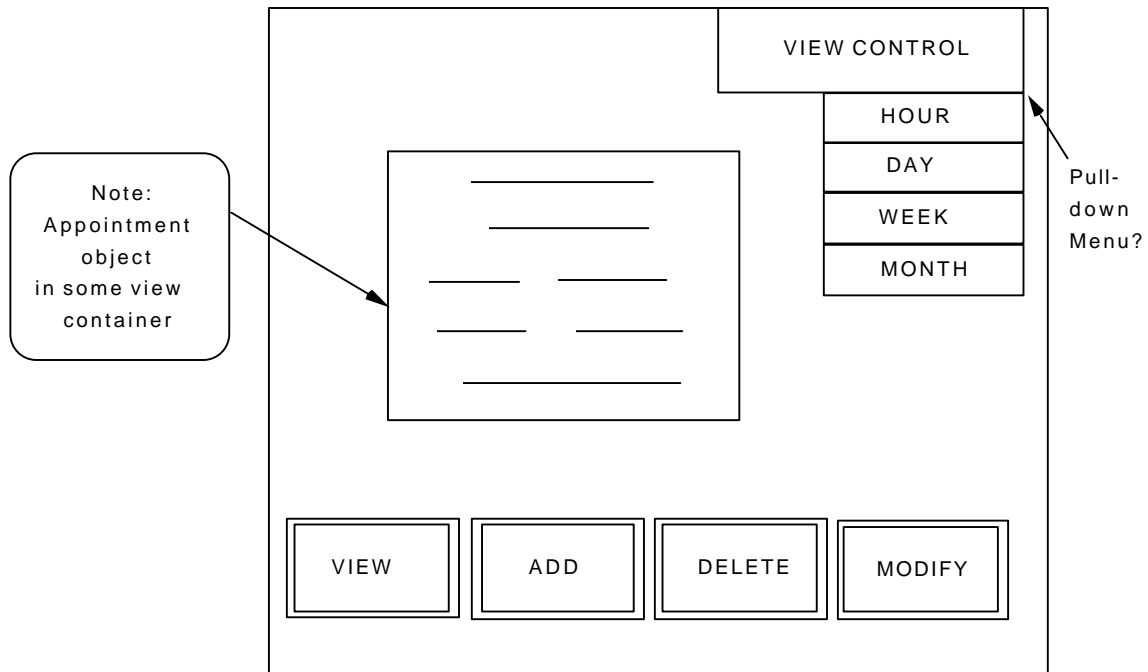 VIEW CONTROL
HOUR
DAY
WEEK
MONTH
Pull-
down
Menu?
Note:
Appointment
object
in some view
container
VIEW
ADD
DELETE
MODIFY